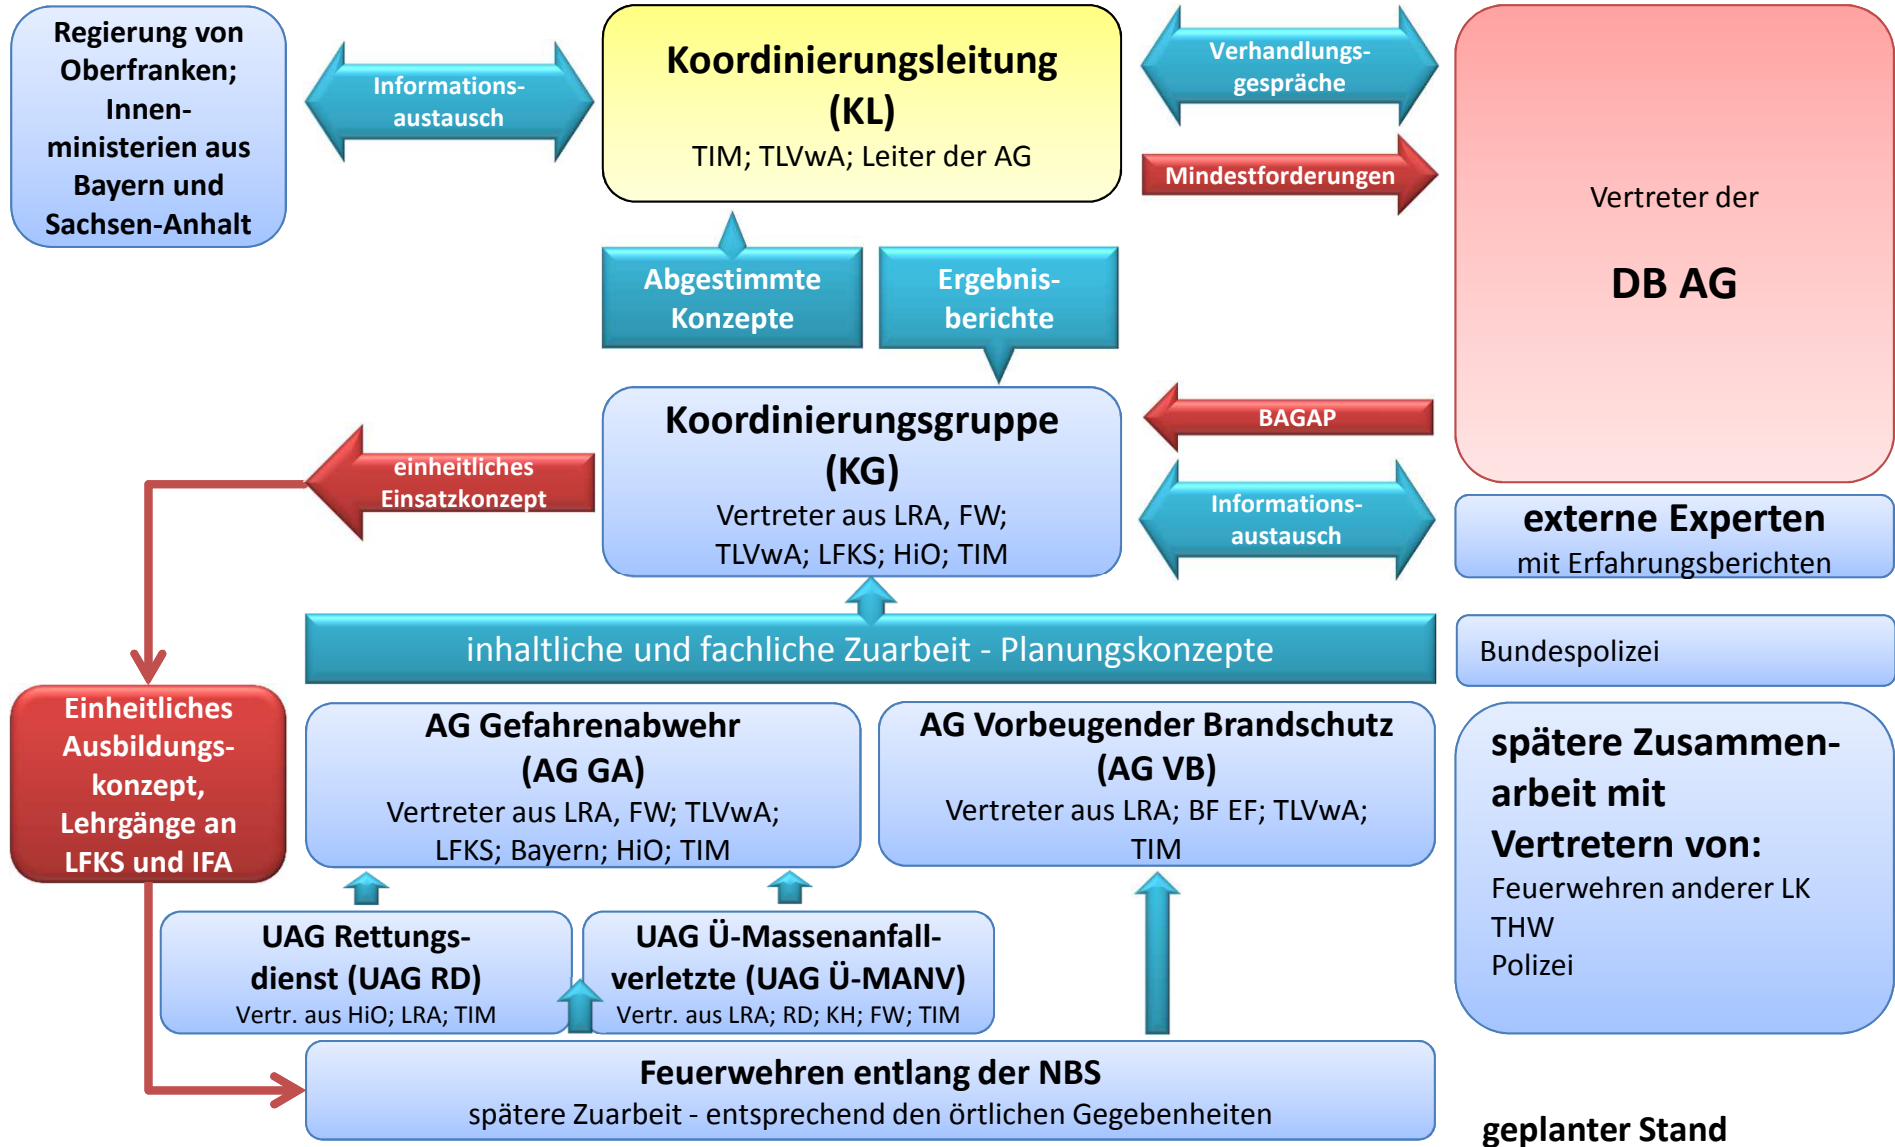 Regierung von
Oberfranken;
Innen-
ministerien aus
Bayern und
Sachsen-Anhalt
Informations-
austausch
Koordinierungsleitung
(KL)
TIM; TLVwA; Leiter der AG
Verhandlungs-
gespräche
Mindestforderungen
Vertreter der
DB AG
Abgestimmte
Konzepte
Ergebnis-
berichte
Koordinierungsgruppe
(KG)
Vertreter aus LRA, FW;
TLVwA; LFKS; HiO; TIM
BAGAP
einheitliches
Einsatzkonzept
Informations-
austausch
externe Experten
mit Erfahrungsberichten
inhaltliche und fachliche Zuarbeit - Planungskonzepte
Bundespolizei
Einheitliches
Ausbildungs-
konzept,
Lehrgänge an
LFKS und IFA
AG Gefahrenabwehr
(AG GA)
Vertreter aus LRA, FW; TLVwA;
LFKS; Bayern; HiO; TIM
AG Vorbeugender Brandschutz
(AG VB)
Vertreter aus LRA; BF EF; TLVwA;
TIM
spätere Zusammen-
arbeit mit
Vertretern von:
Feuerwehren anderer LK
THW
Polizei
UAG Rettungs-
dienst (UAG RD)
Vertr. aus HiO; LRA; TIM
UAG Ü-Massenanfall-
verletzte (UAG Ü-MANV)
Vertr. aus LRA; RD; KH; FW; TIM
Feuerwehren entlang der NBS
spätere Zuarbeit - entsprechend den örtlichen Gegebenheiten
geplanter Stand